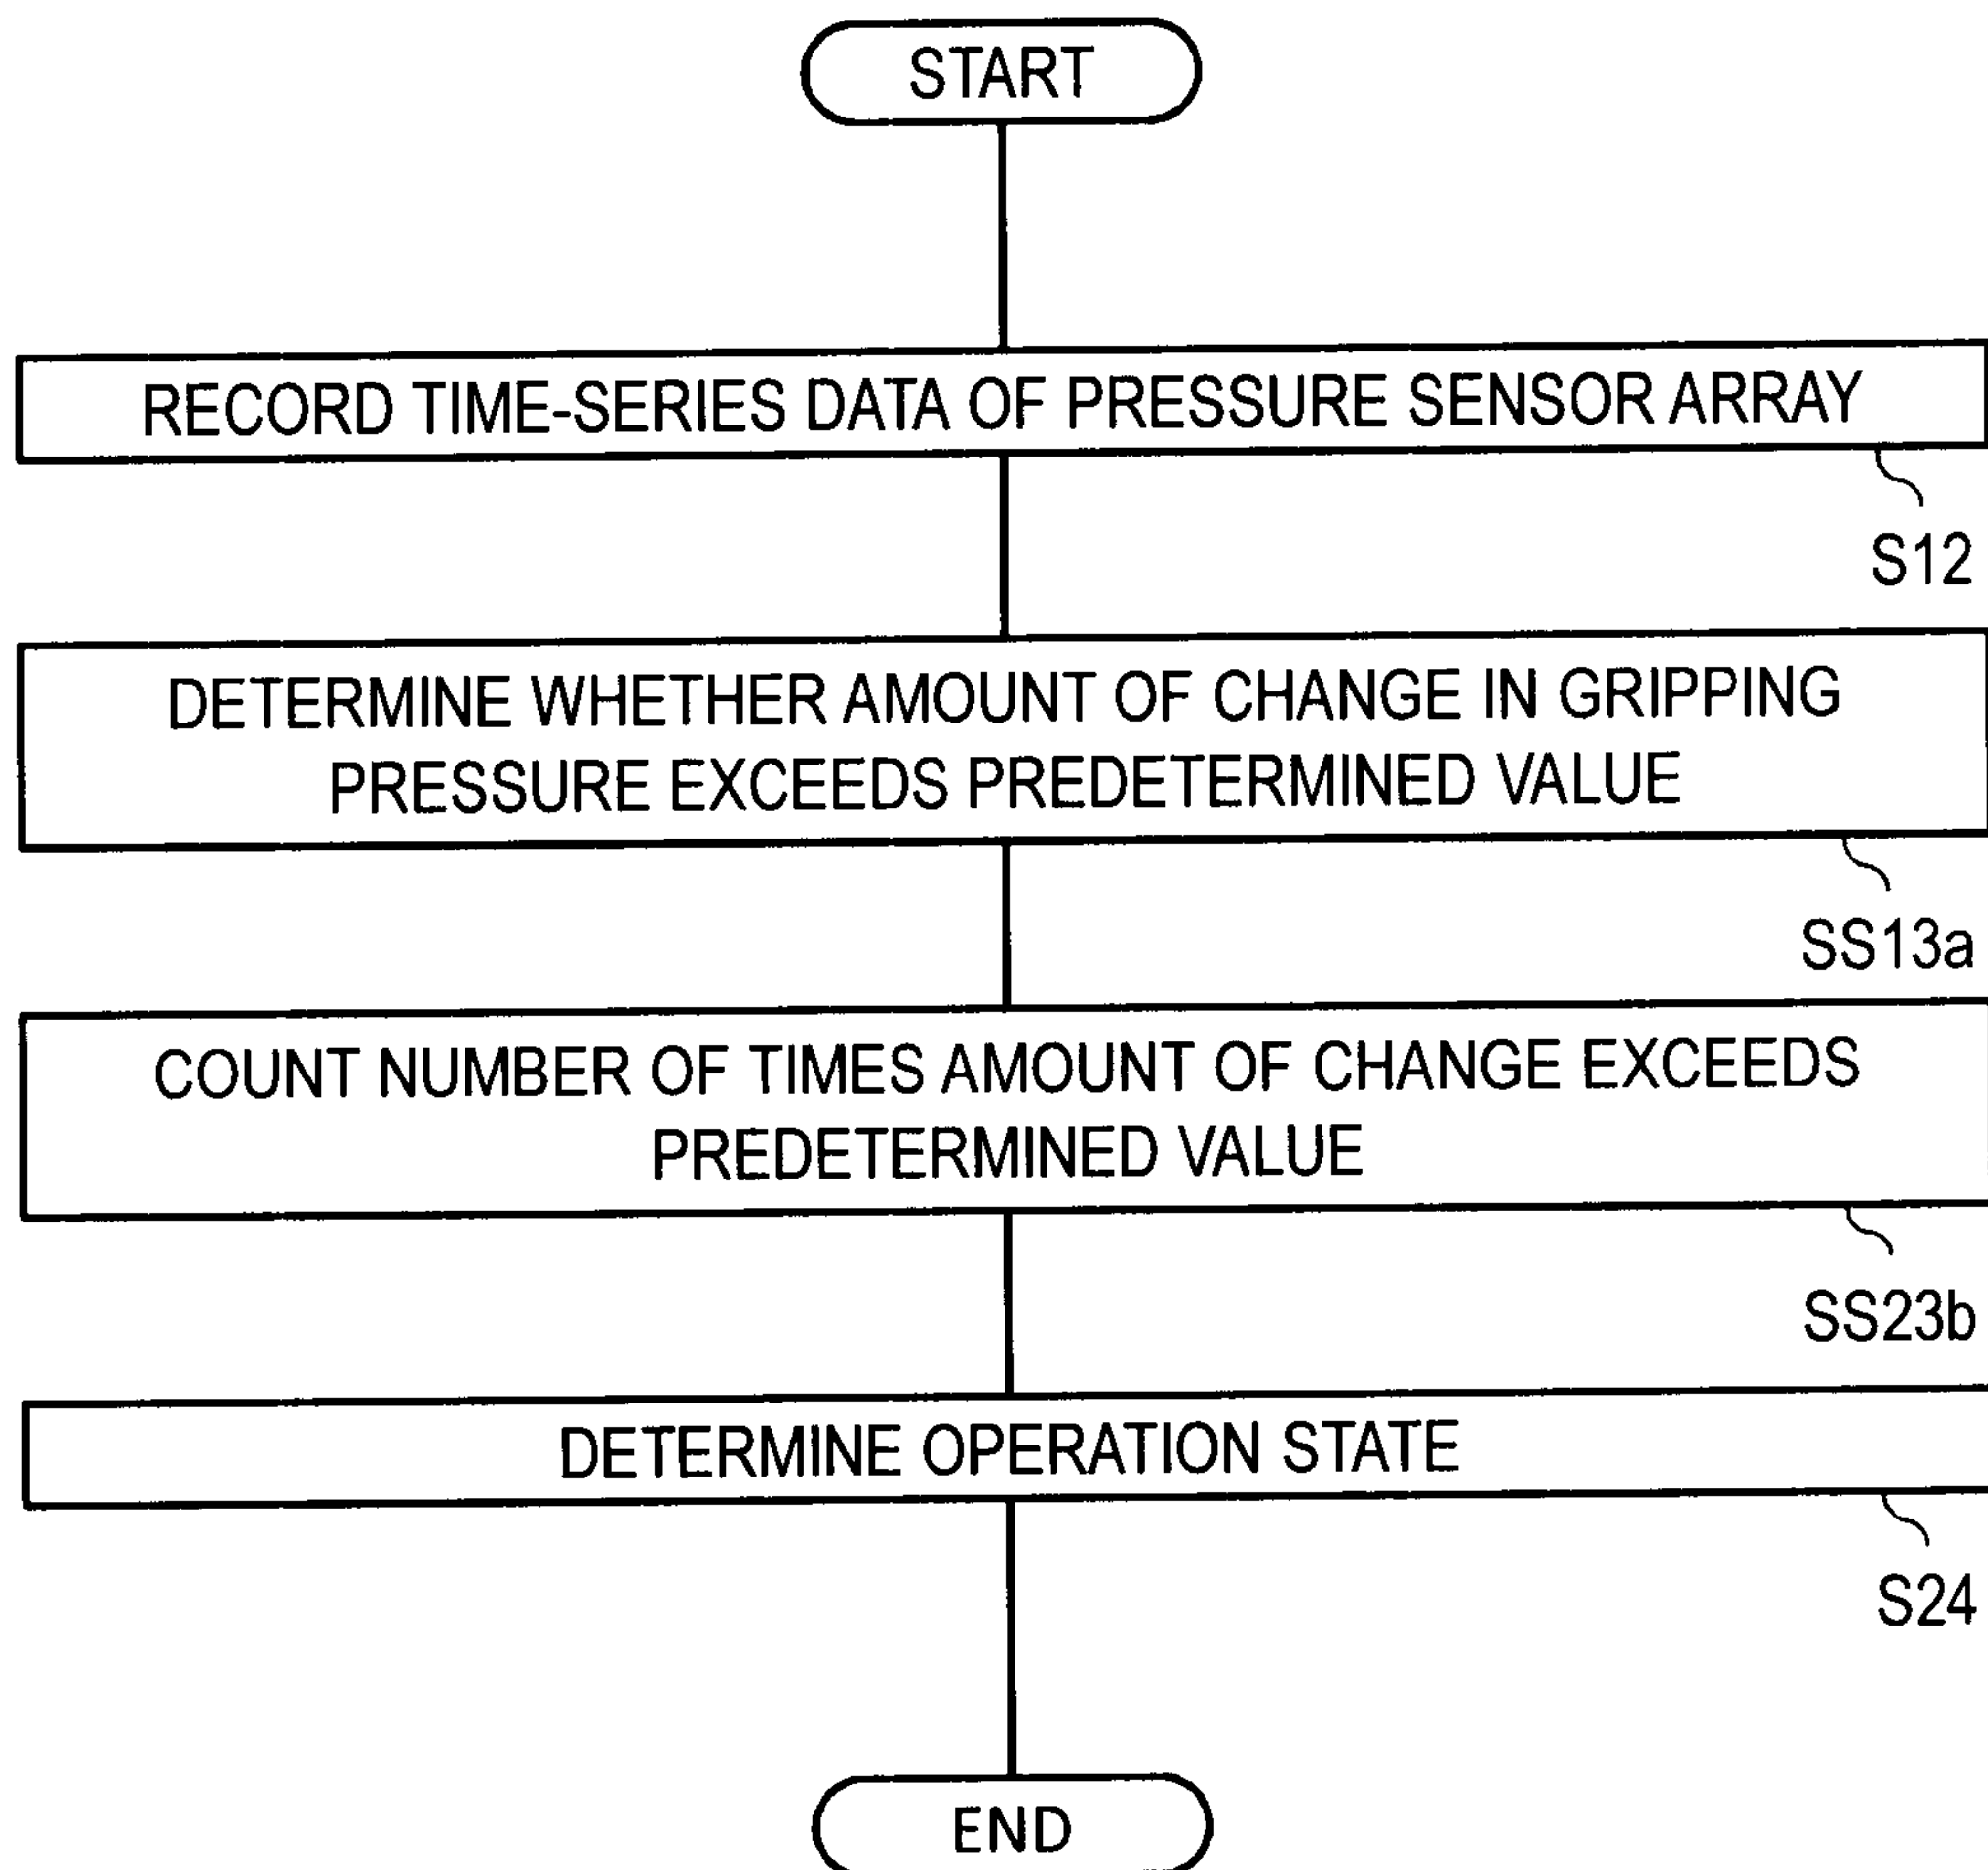 START
RECORD TIME-SERIES DATA OF PRESSURE SENSOR ARRAY
S12
DETERMINE WHETHER AMOUNT OF CHANGE IN GRIPPING
PRESSURE EXCEEDS PREDETERMINED VALUE
SS13a
COUNT NUMBER OF TIMES AMOUNT OF CHANGE EXCEEDS
PREDETERMINED VALUE
SS23b
DETERMINE OPERATION STATE
S24
END